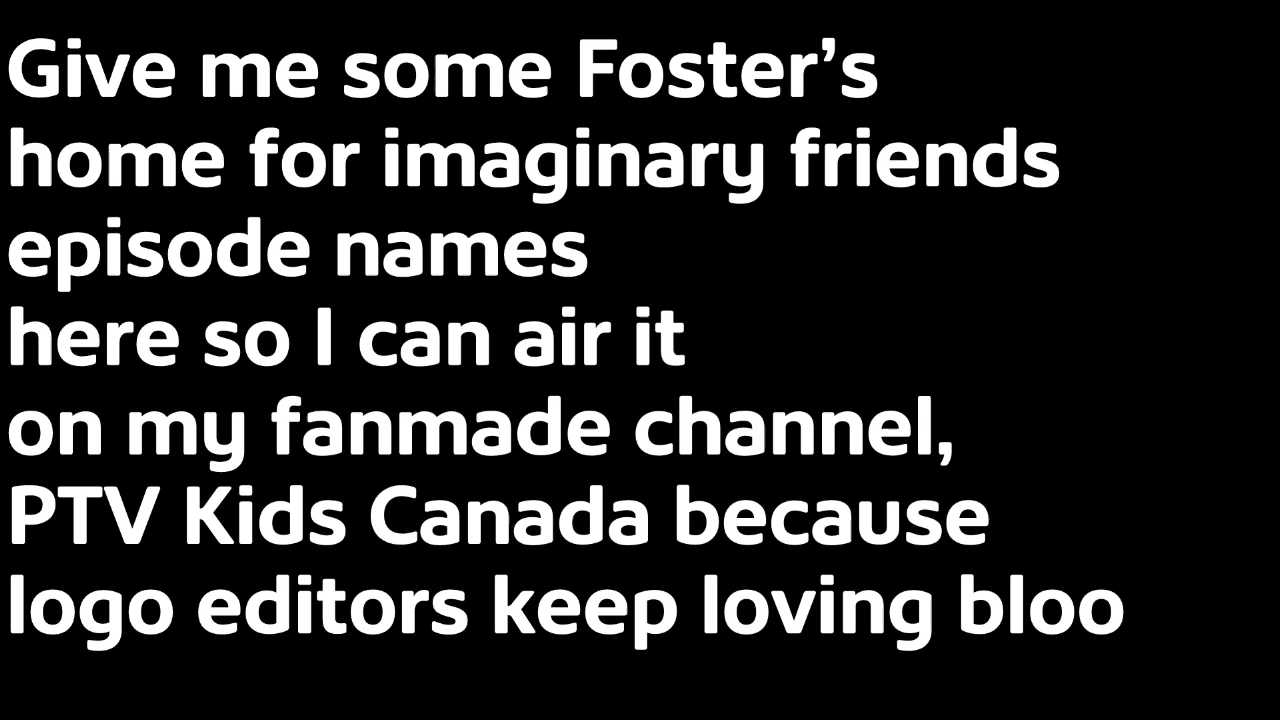 Give me some Foster’s
home for imaginary friends
episode names
here so I can air it
on my fanmade channel,
PTV Kids Canada because
logo editors keep loving bloo